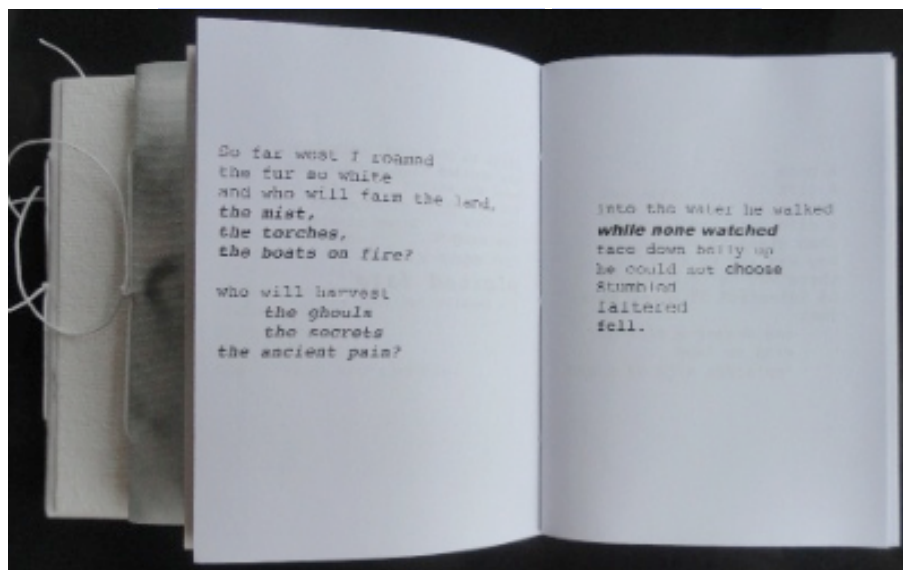 So far west I roamed
the fur so white
and who will farm the land,
the mist,
the torches,
the boats on fire?
who will harvest
the ghouls
the secrets
the ancient pain?
into the water he walked
while none watched
face down belly up
he could not choose
Stumbled
faltered
fell.